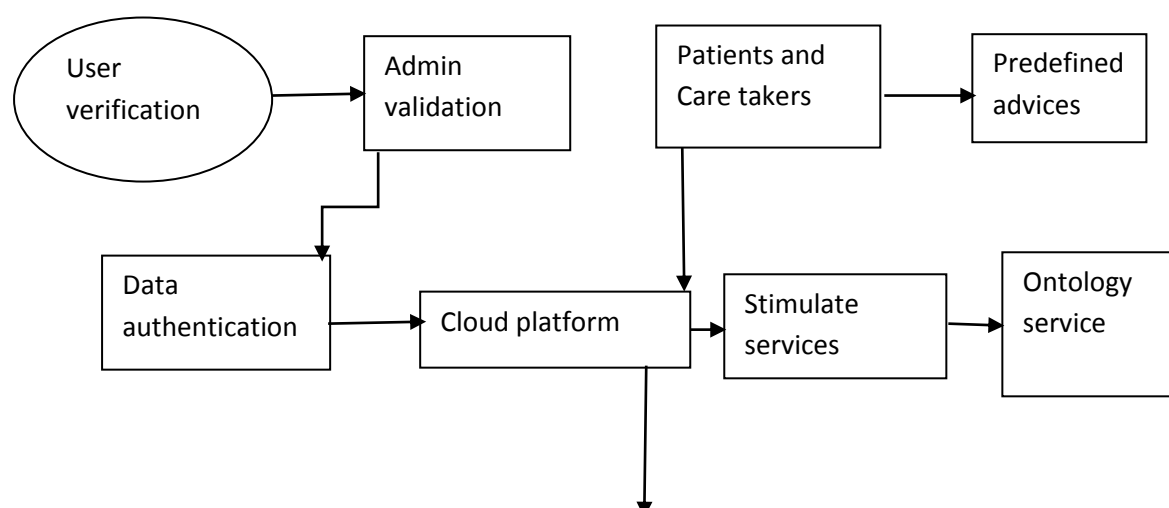 User
verification
Admin
validation
Patients and
Care takers
Predefined
advices
Data
authentication
Cloud platform
Stimulate
services
Ontology
service